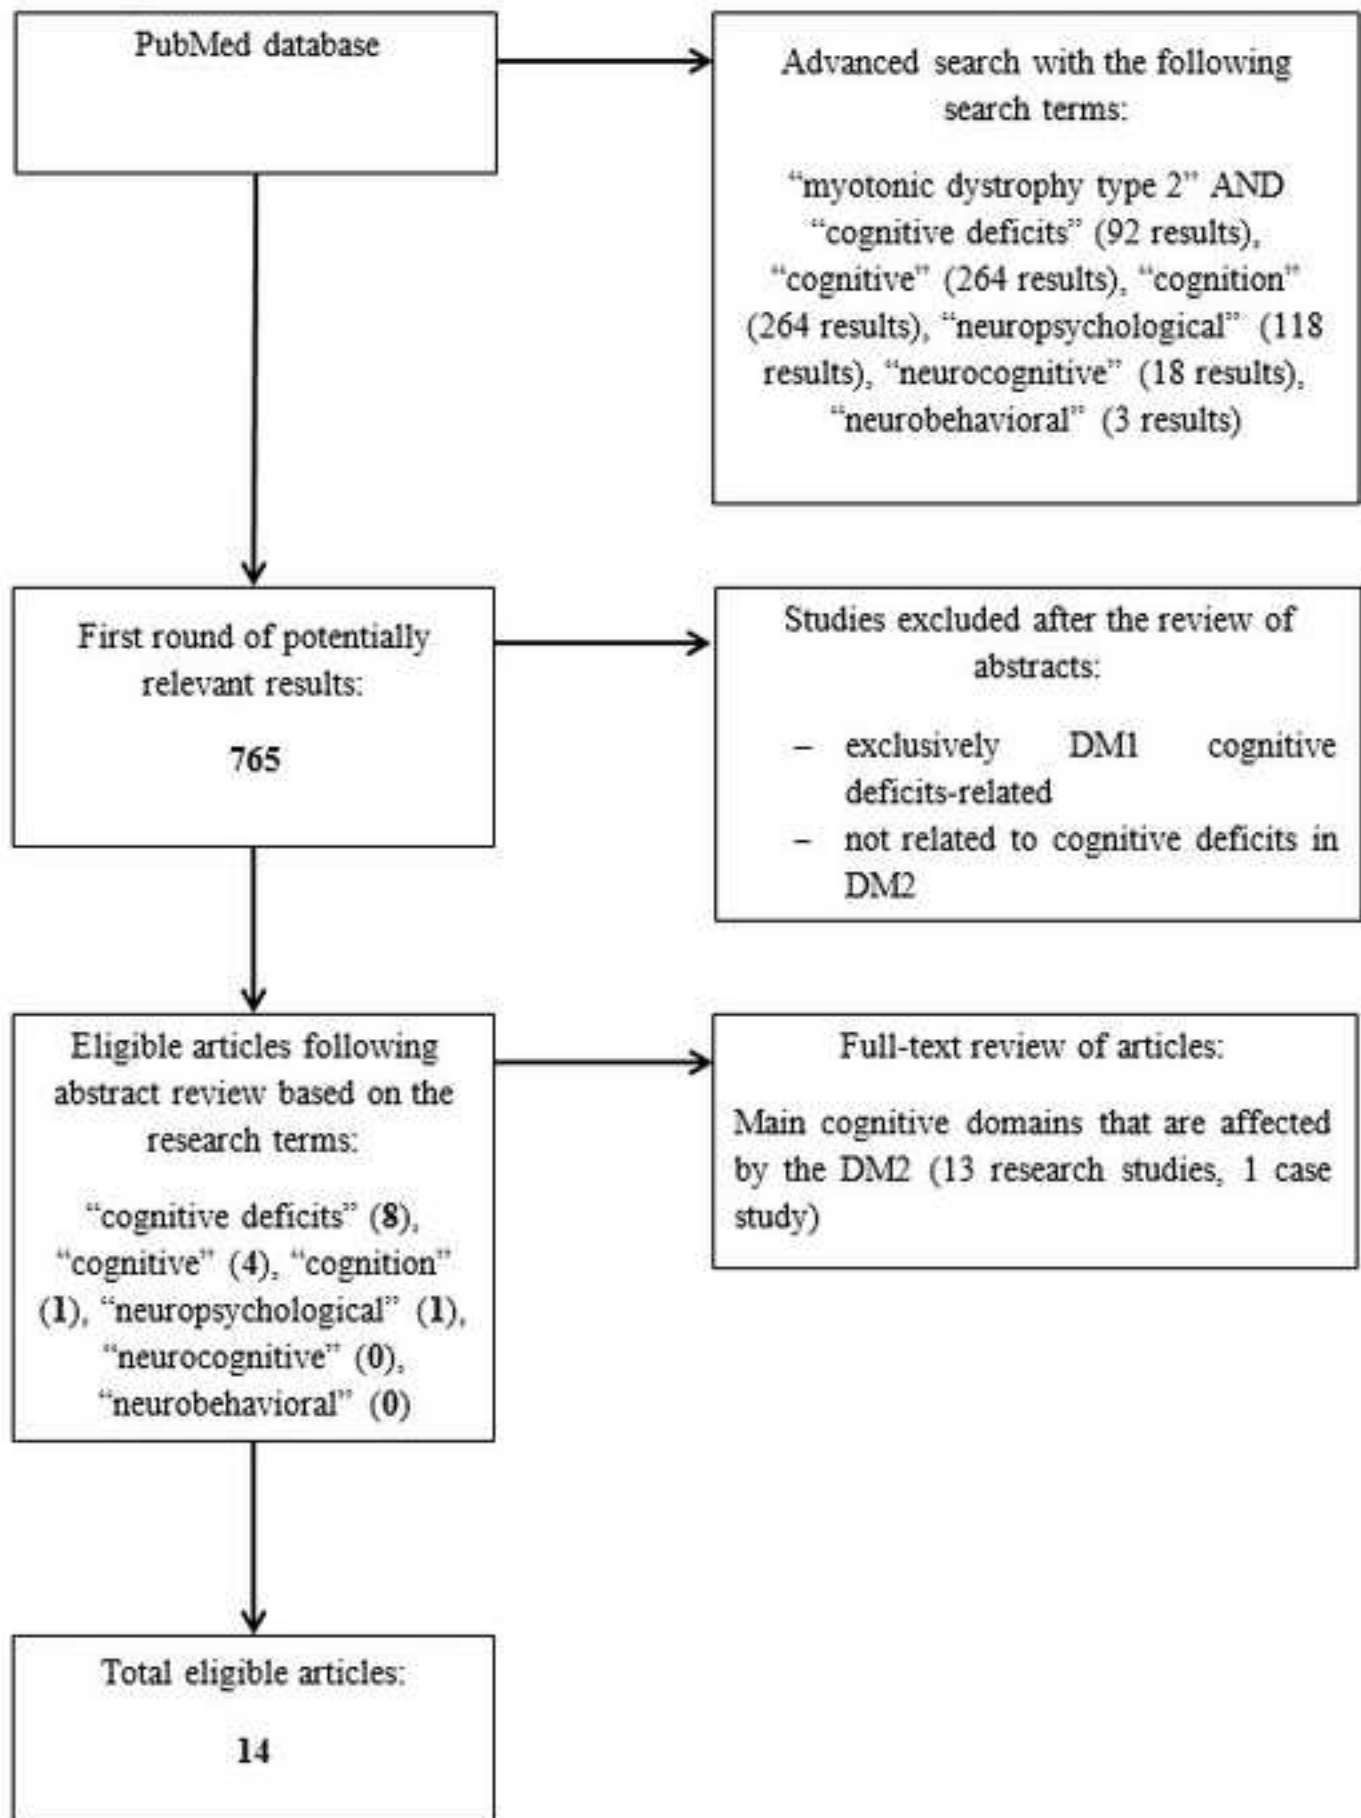 PubMed database
Advanced search with the following
search terms:
“myotonic dystrophy type 2” AND
“cognitive deficits” (92 results),
“cognitive” (264 results), “cognition”
(264 results), “neuropsychological” (118
results), “neurocognitive” (18 results),
“neurobehavioral” (3 results)
First round of potentially
relevant results:
765
Studies excluded after the review of
abstracts:
– exclusively DM1 cognitive
deficits-related
– not related to cognitive deficits in
DM2
Eligible articles following
abstract review based on the
research terms:
“cognitive deficits” (8),
“cognitive” (4), “cognition”
(1), “neuropsychological” (1),
“neurocognitive” (0),
“neurobehavioral” (0)
Full-text review of articles:
Main cognitive domains that are affected
by the DM2 (13 research studies, 1 case
study)
Total eligible articles:
14